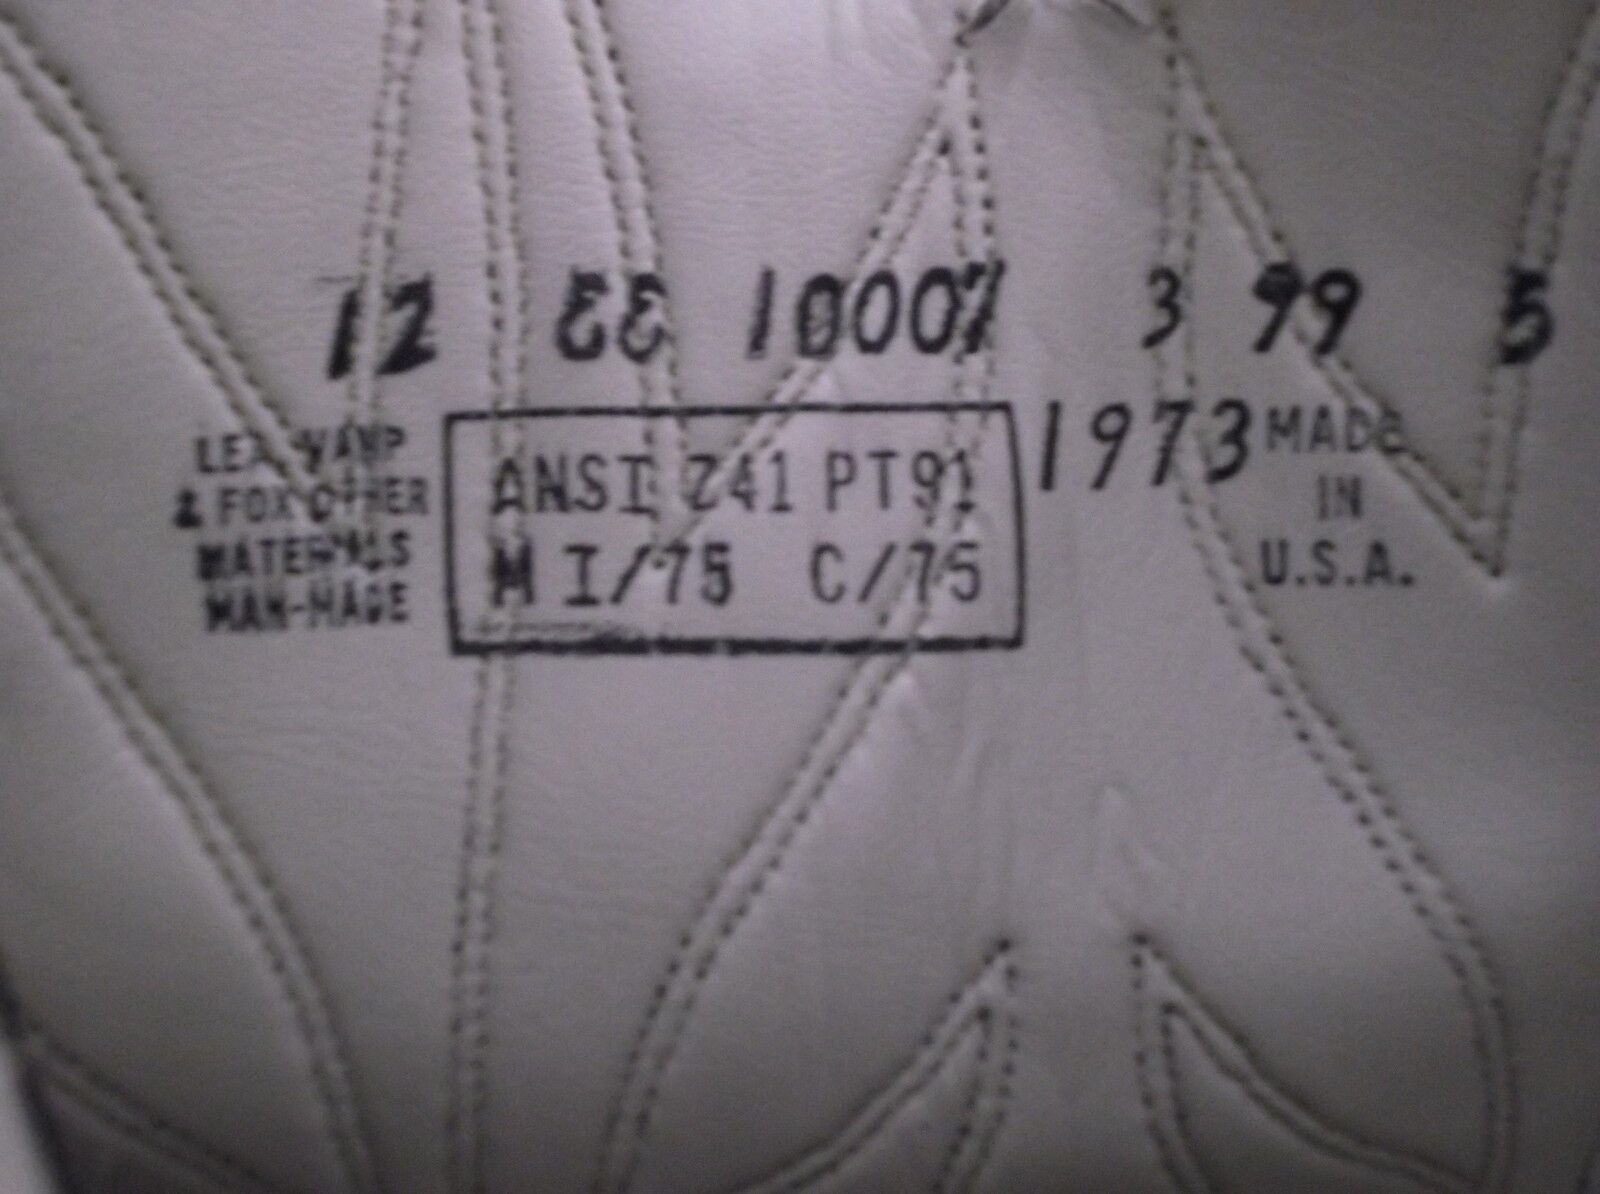 12 EE 10007 3 99 5
LEA VAMP
& FOX OTHER
MATERIALS
MAN-MADE
ANSI Z41 PT91
M I/75 C/75
1973
MADE
IN
U.S.A.